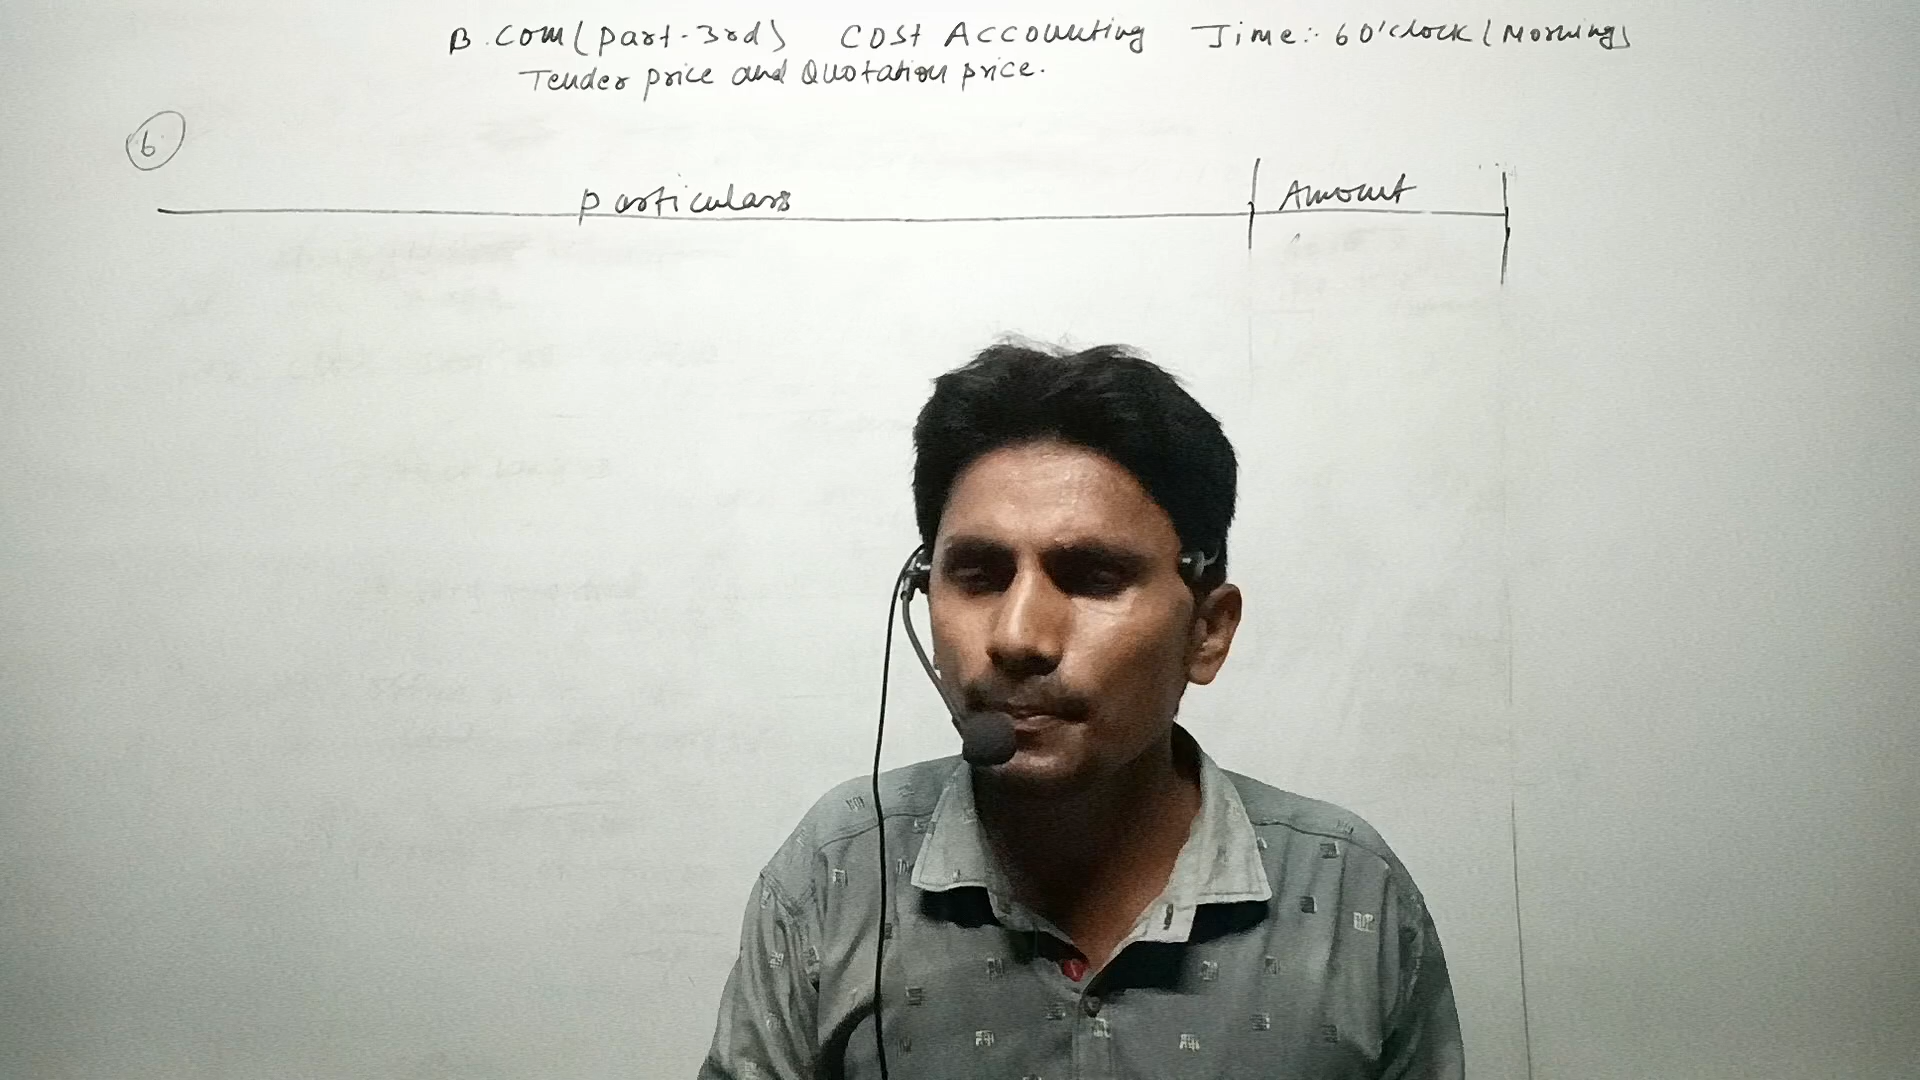 B.Com (part-3rd) Cost Accounting Time:- 6 O'clock (Morning)
Tender price and Quotation price.
6
particulars Amount